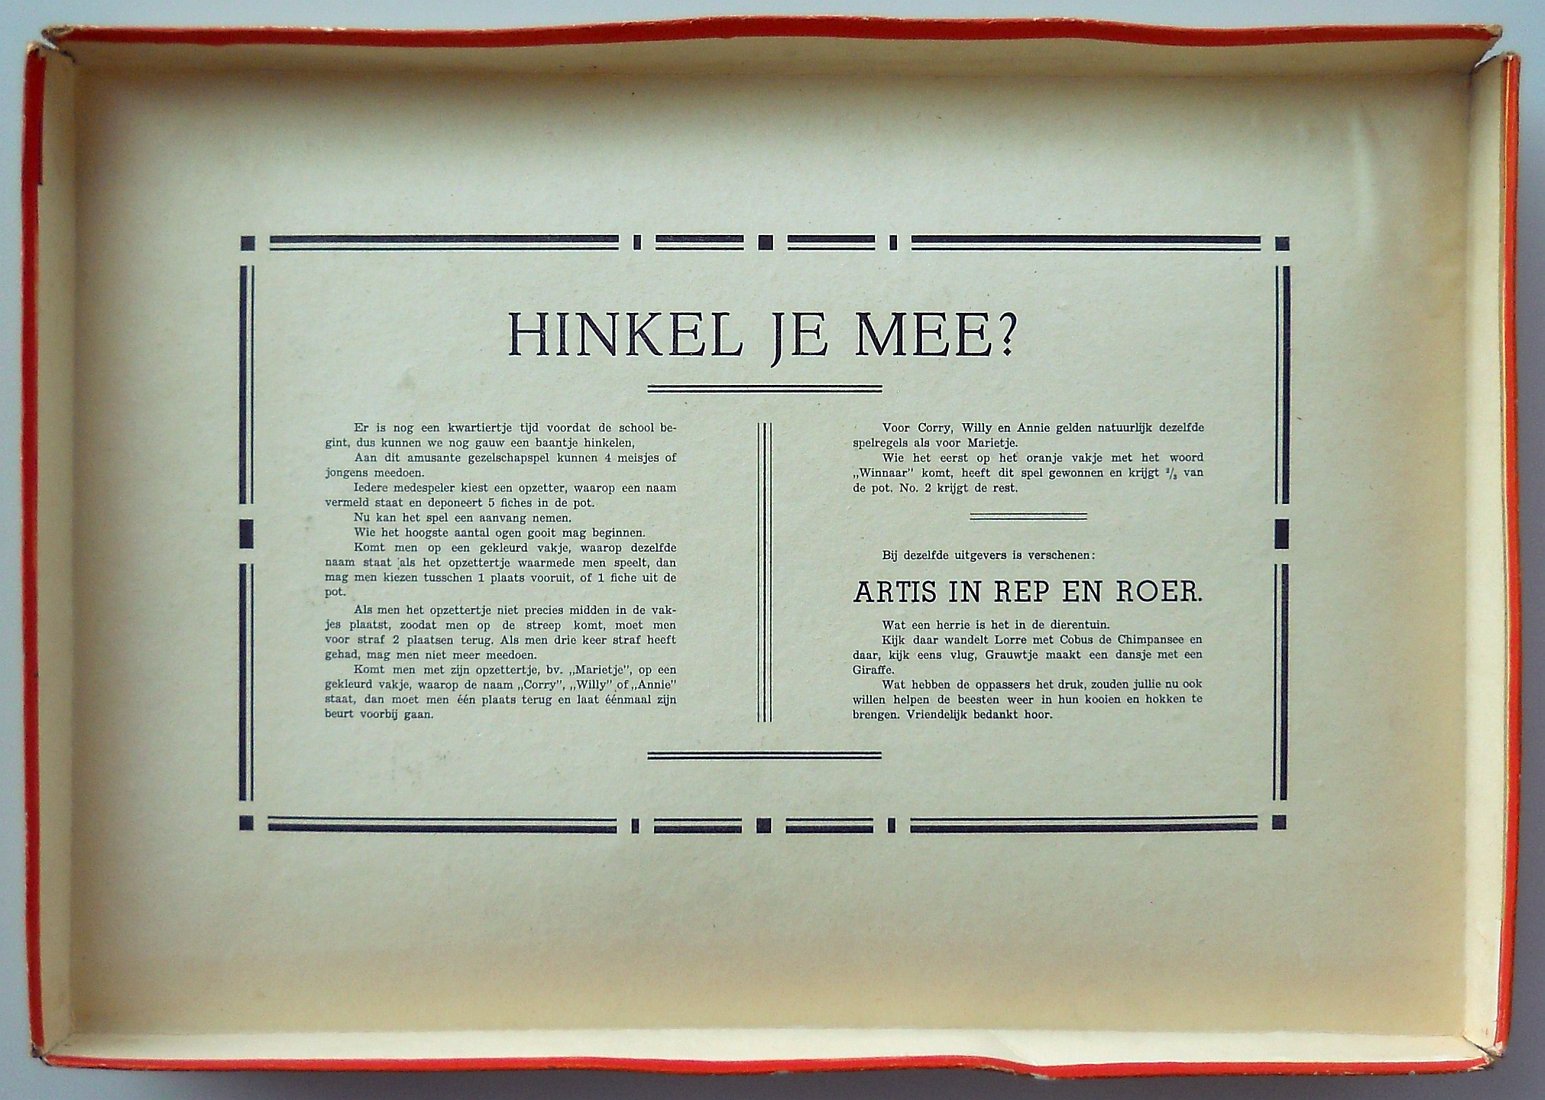 HINKEL JE MEE?
Er is nog een kwartiertje tijd voordat de school be-
gint, dus kunnen we nog gauw een baantje hinkelen,
Aan dit amusante gezelschapspel kunnen 4 meisjes of
jongens meedoen.
Iedere medespeler kiest een opzetter, waarop een naam
vermeld staat en deponeert 5 fiches in de pot.
Nu kan het spel een aanvang nemen.
Wie het hoogste aantal ogen gooit mag beginnen.
Komt men op een gekleurd vakje, waarop dezelfde
naam staat als het opzettertje waarmede men speelt, dan
mag men kiezen tusschen 1 plaats vooruit, of 1 fiche uit de
pot.
Als men het opzettertje niet precies midden in de vak-
jes plaatst, zoodat men op de streep komt, moet men
voor straf 2 plaatsen terug. Als men drie keer straf heeft
gehad, mag men niet meer meedoen.
Komt men met zijn opzettertje, bv. „Marietje", op een
gekleurd vakje, waarop de naam „Corry", „Willy" of „Annie"
staat, dan moet men één plaats terug en laat éénmaal zijn
beurt voorbij gaan.
Voor Corry, Willy en Annie gelden natuurlijk dezelfde
spelregels als voor Marietje.
Wie het eerst op het oranje vakje met het woord
„Winnaar" komt, heeft dit spel gewonnen en krijgt ²/₃ van
de pot. No. 2 krijgt de rest.
Bij dezelfde uitgevers is verschenen:
ARTIS IN REP EN ROER.
Wat een herrie is het in de dierentuin.
Kijk daar wandelt Lorre met Cobus de Chimpansee en
daar, kijk eens vlug, Grauwtje maakt een dansje met een
Giraffe.
Wat hebben de oppassers het druk, zouden jullie nu ook
willen helpen de beesten weer in hun kooien en hokken te
brengen. Vriendelijk bedankt hoor.